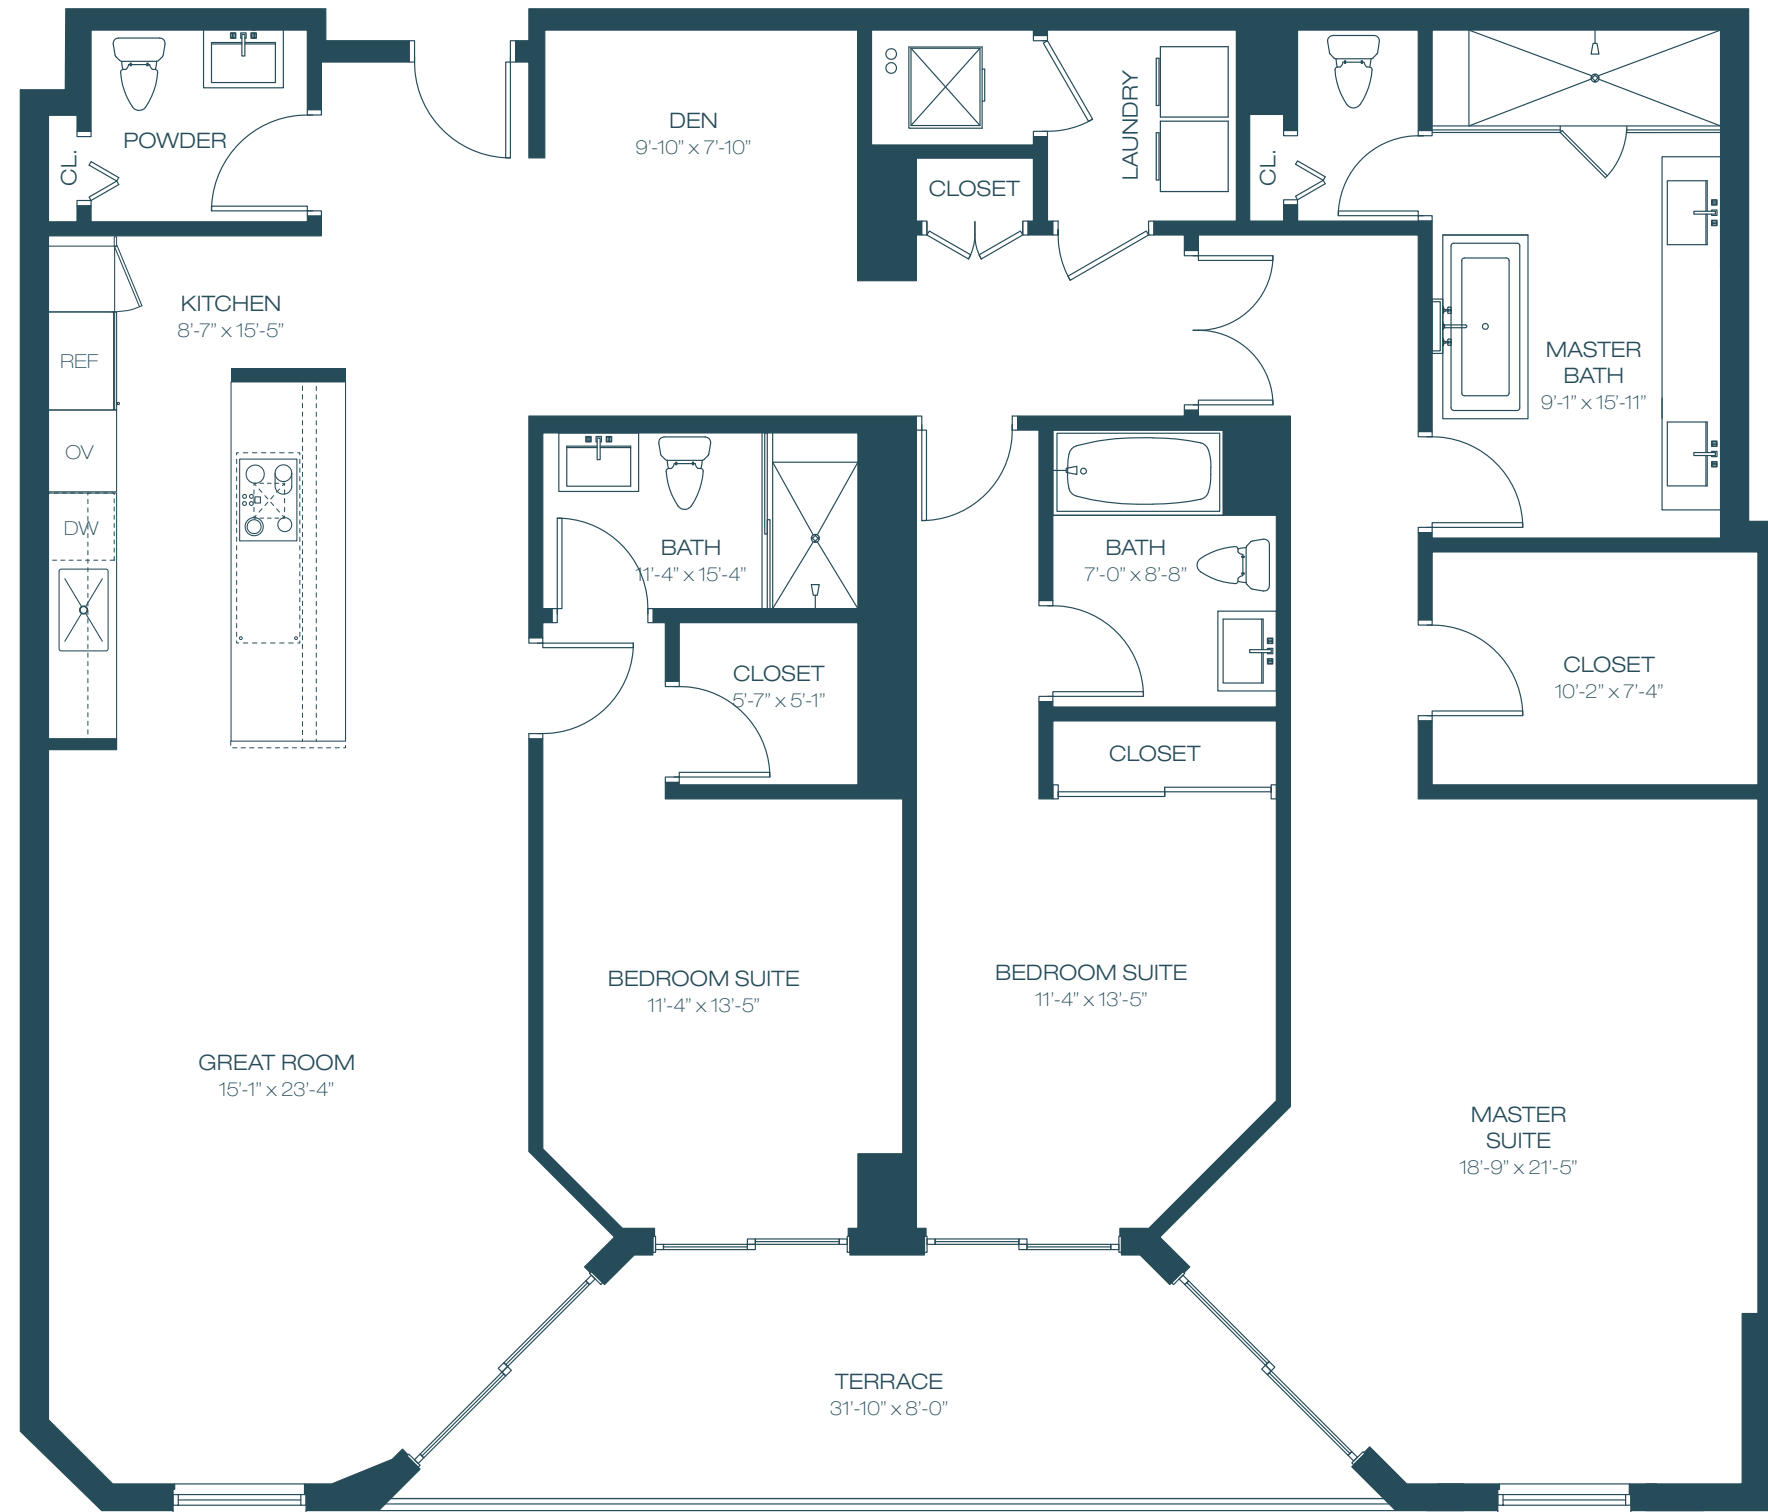 POWDER
CL.
DEN
9'-10" x 7'-10"
LAUNDRY
CLOSET
CL.
KITCHEN
8'-7" x 15'-5"
REF
OV
DW
MASTER
BATH
9'-1" x 15'-11"
BATH
11'-4" x 15'-4"
BATH
7'-0" x 8'-8"
CLOSET
5'-7" x 5'-1"
CLOSET
10'-2" x 7'-4"
CLOSET
BEDROOM SUITE
11'-4" x 13'-5"
BEDROOM SUITE
11'-4" x 13'-5"
GREAT ROOM
15'-1" x 23'-4"
MASTER
SUITE
18'-9" x 21'-5"
TERRACE
31'-10" x 8'-0"